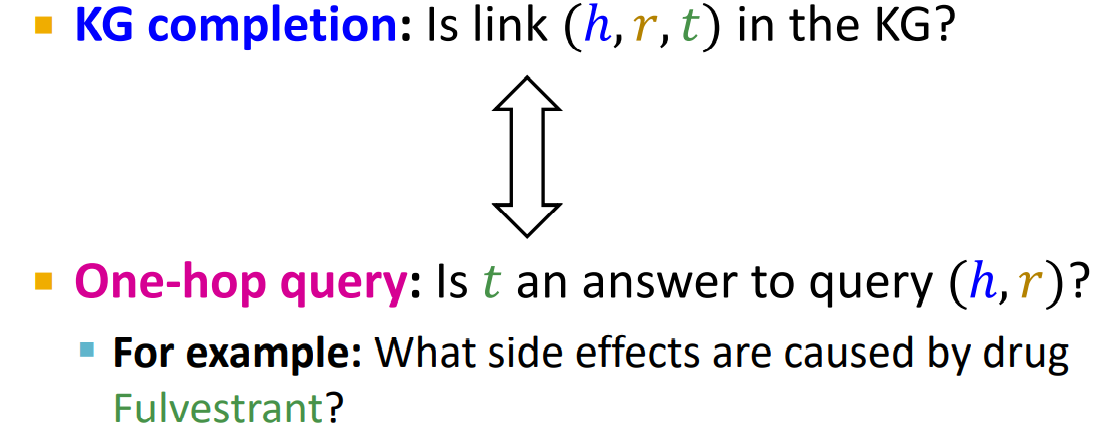 KG completion: Is link (h, r, t) in the KG?
One-hop query: Is t an answer to query (h, r)?
For example: What side effects are caused by drug
Fulvestrant?